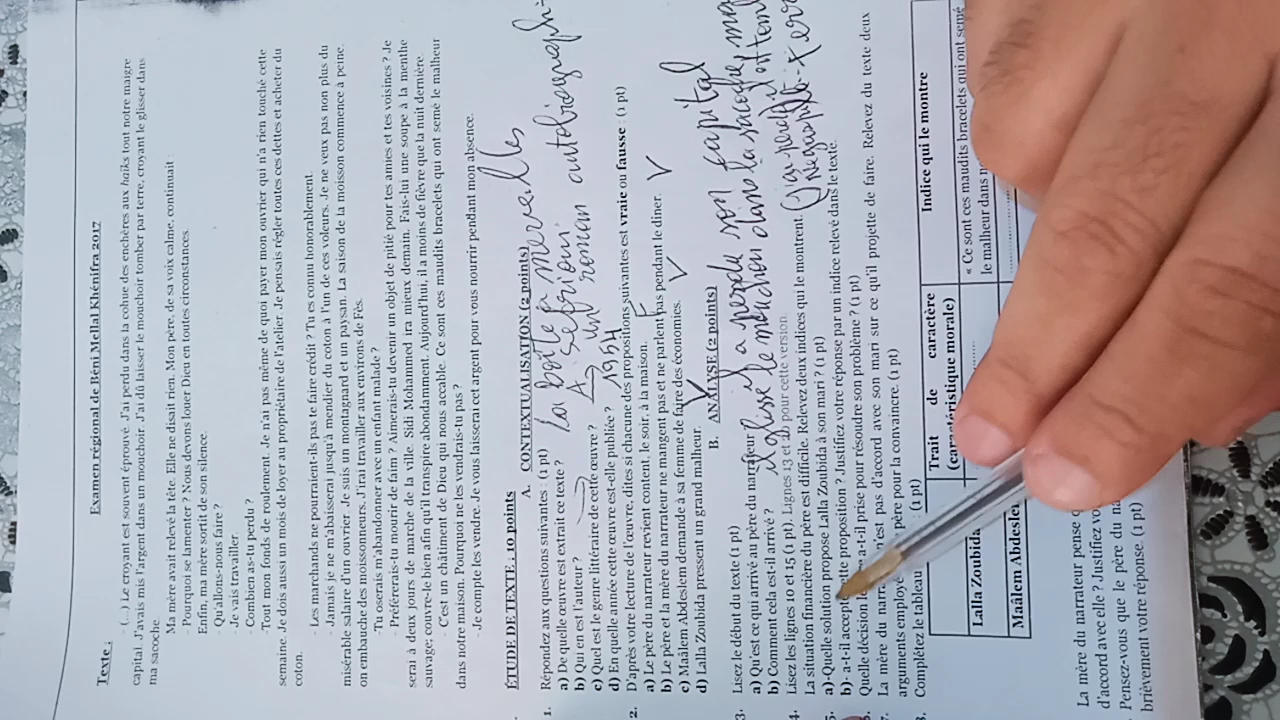 Examen régional de Béni Mellal Khénifra 2017
Texte :
- (...) Le croyant est souvent éprouvé. J'ai perdu dans la cohue des enchères aux haïks tout notre maigre
capital. J'avais mis l'argent dans un mouchoir. J'ai dû laisser le mouchoir tomber par terre, croyant le glisser dans
ma sacoche.
Ma mère avait relevé la tête. Elle ne disait rien. Mon père, de sa voix calme, continuait :
- Pourquoi se lamenter ? Nous devons louer Dieu en toutes circonstances.
Enfin, ma mère sortit de son silence.
- Qu'allons-nous faire ?
- Je vais travailler.
- Combien as-tu perdu ?
-Tout mon fonds de roulement. Je n'ai pas même de quoi payer mon ouvrier qui n'a rien touché cette
semaine. Je dois aussi un mois de loyer au propriétaire de l'atelier. Je pensais régler toutes ces dettes et acheter du
coton.
- Les marchands ne pourraient-ils pas te faire crédit ? Tu es connu honorablement.
- Jamais je ne m'abaisserai jusqu'à mendier du coton à l'un de ces voleurs. Je ne veux pas non plus du
misérable salaire d'un ouvrier. Je suis un montagnard et un paysan. La saison de la moisson commence à peine,
on embauche des moissonneurs. J'irai travailler aux environs de Fès.
-Tu oserais m'abandonner avec un enfant malade ?
- Préférerais-tu mourir de faim ? Aimerais-tu devenir un objet de pitié pour tes amies et tes voisines ? Je
serai à deux jours de marche de la ville. Sidi Mohammed ira mieux demain. Fais-lui une soupe à la menthe
sauvage couvre-le bien afin qu'il transpire abondamment. Aujourd'hui, il a moins de fièvre que la nuit dernière.
- C'est un châtiment de Dieu qui nous accable. Ce sont ces maudits bracelets qui ont semé le malheur
dans notre maison. Pourquoi ne les vendrais-tu pas ?
- Je compte les vendre. Je vous laisserai cet argent pour vous nourrir pendant mon absence.
ÉTUDE DE TEXTE. 10 points
A. CONTEXTUALISATION (2 points)
1. Répondez aux questions suivantes : (1 pt)
a) De quelle œuvre est extrait ce texte ? la boîte à merveilles
b) Qui en est l'auteur ? A sefrioui
c) Quel est le genre littéraire de cette œuvre ? un roman autobiographi
d) En quelle année cette œuvre est-elle publiée ? 1954
2. D'après votre lecture de l'œuvre, dites si chacune des propositions suivantes est vraie ou fausse : (1 pt)
a) Le père du narrateur revient content, le soir, à la maison. F
b) Le père et la mère du narrateur ne mangent pas et ne parlent pas pendant le dîner. V
c) Maâlem Abdeslem demande à sa femme de faire des économies. V
d) Lalla Zoubida pressent un grand malheur. V
B. ANALYSE (2 points)
3. Lisez le début du texte (1 pt)
a) Qu'est ce qui arrivé au père du narrateur il a perdu son capital
b) Comment cela est-il arrivé ? glisse le mouchoir dans la sacoche
4. Lisez les lignes 10 et 15 (1 pt). Lignes 13 et 20 pour cette version.
La situation financière du père est difficile. Relevez deux indices qui le montrent.
5. a)-Quelle solution propose Lalla Zoubida à son mari ? (1 pt)
b)- a-t-il accepté cette proposition ? Justifiez votre réponse par un indice relevé dans le texte.
Quelle décision a-t-il prise pour résoudre son problème ? (1 pt)
7. La mère du narra n'est pas d'accord avec son mari sur ce qu'il projette de faire. Relevez du texte deux
arguments employé père pour la convaincre. (1 pt)
8. Complétez le tableau : (1 pt)
Trait de caractère (caractéristique morale)
Indice qui le montre
Lalla Zoubida
« Ce sont ces maudits bracelets qui ont semé
le malheur dans n
Maâlem Abdesle
La mère du narrateur pense q
d'accord avec elle ? Justifiez vo
Pensez-vous que le père du na
brièvement votre réponse. (1 pt)